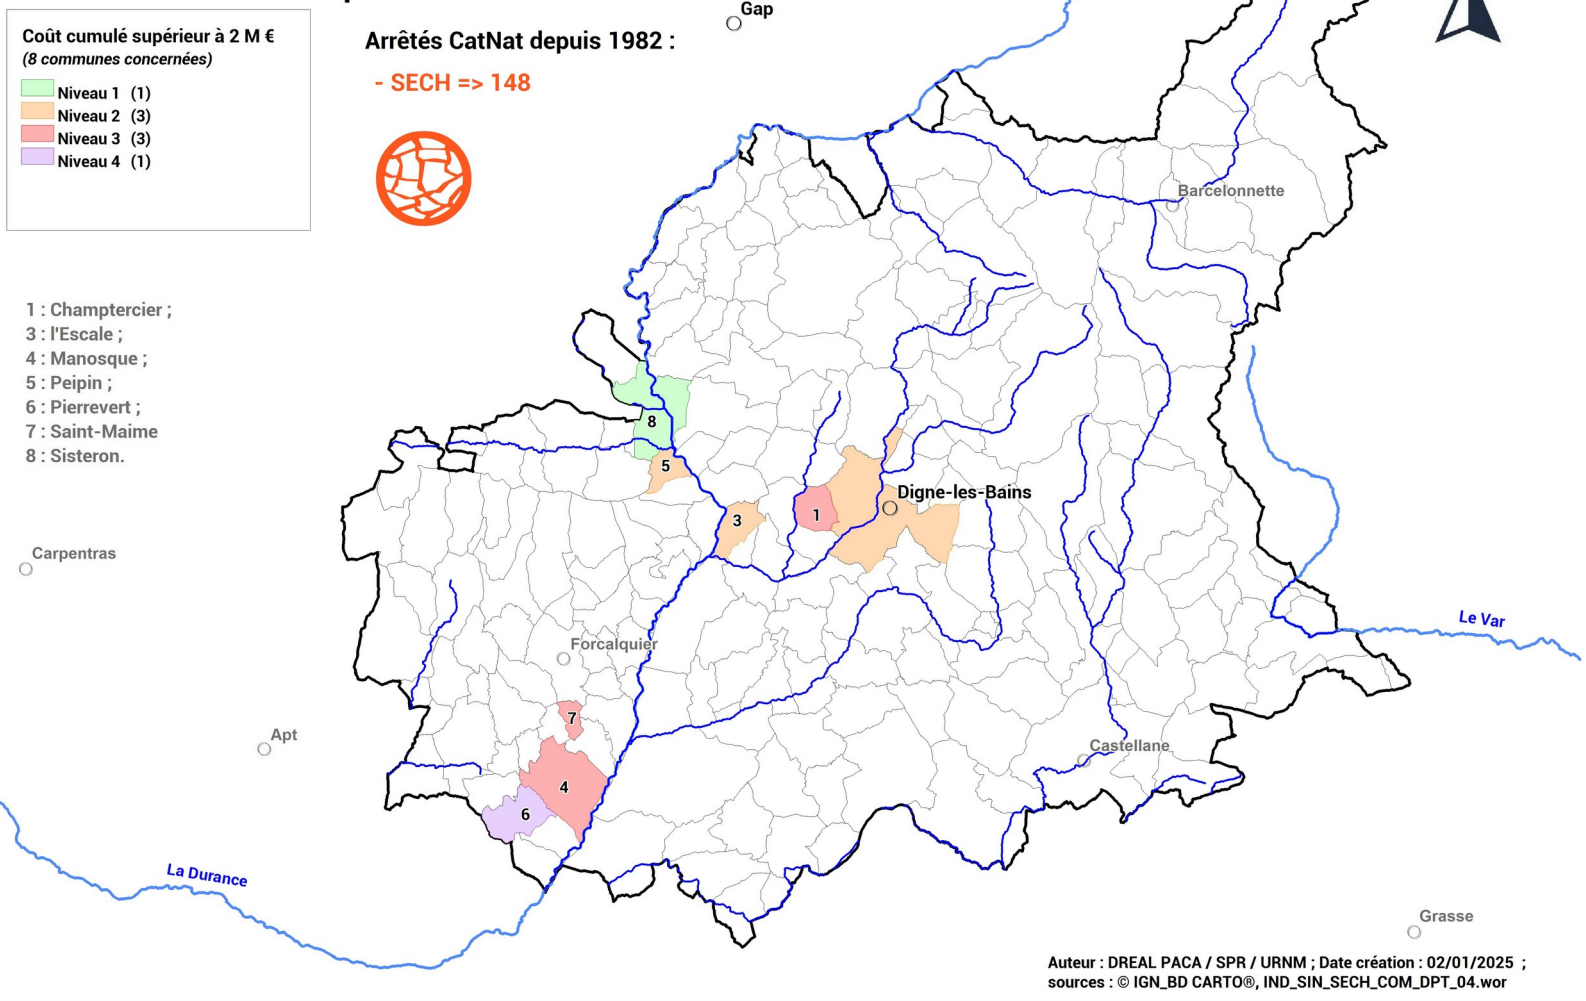 Coût cumulé supérieur à 2 M €
(8 communes concernées)
Niveau 1 (1)
Niveau 2 (3)
Niveau 3 (3)
Niveau 4 (1)
Arrêtés CatNat depuis 1982 :
- SECH => 148
1 : Champtercier ;
3 : l'Escale ;
4 : Manosque ;
5 : Peipin ;
6 : Pierrevert ;
7 : Saint-Maime
8 : Sisteron.
Gap
Barcelonnette
8
5
Digne-les-Bains
3
1
Carpentras
Le Var
Forcalquier
7
Apt
Castellane
4
6
La Durance
Grasse
Auteur : DREAL PACA / SPR / URNM ; Date création : 02/01/2025 ;
sources : © IGN_BD CARTO®, IND_SIN_SECH_COM_DPT_04.wor